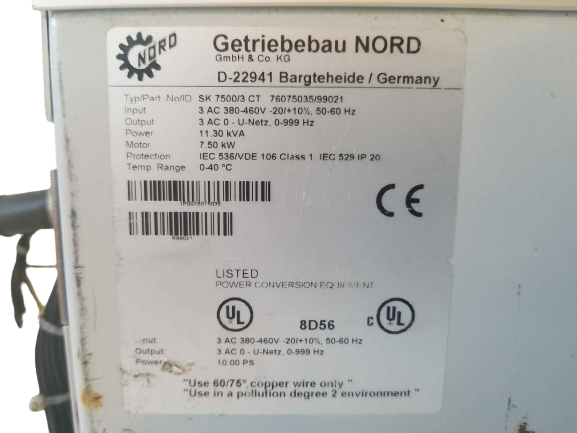 NORD
Getriebebau NORD
GmbH & Co. KG
D-22941 Bargteheide / Germany
Typ/Part -No/ID SK 7500/3 CT 76075035/99021
Input 3 AC 380-460V -20/+10%, 50-60 Hz
Output 3 AC 0 - U-Netz, 0-999 Hz
Power 11.30 kVA
Motor 7.50 kW
Protection IEC 536/VDE 106 Class 1 IEC 529 IP 20
Temp. Range 0-40 °C
CE
LISTED
POWER CONVERSION EQUIPMENT
UL 8D56 c UL
Input: 3 AC 380-460V -20/+10%, 50-60 Hz
Output: 3 AC 0 - U-Netz, 0-999 Hz
Power: 10.00 PS
"Use 60/75° copper wire only "
"Use in a pollution degree 2 environment "